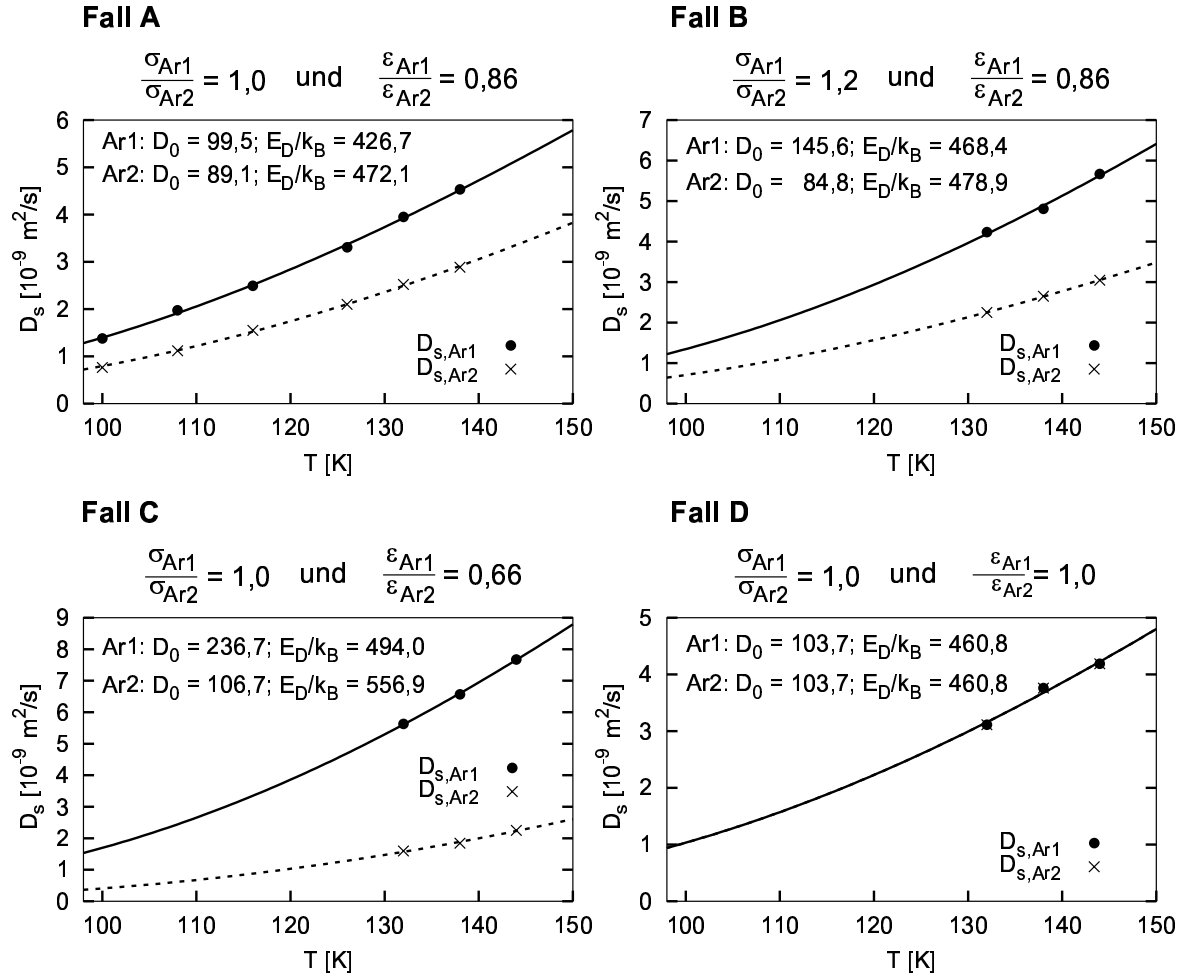 Fall A
σAr1/σAr2 = 1,0 und εAr1/εAr2 = 0,86
Ar1: D0 = 99,5; ED/kB = 426,7
Ar2: D0 = 89,1; ED/kB = 472,1
Ds [10-9 m2/s]
6
5
4
3
2
1
0
Ds,Ar1
Ds,Ar2
100 110 120 130 140 150
T [K]
Fall B
σAr1/σAr2 = 1,2 und εAr1/εAr2 = 0,86
Ar1: D0 = 145,6; ED/kB = 468,4
Ar2: D0 = 84,8; ED/kB = 478,9
Ds [10-9 m2/s]
7
6
5
4
3
2
1
0
Ds,Ar1
Ds,Ar2
100 110 120 130 140 150
T [K]
Fall C
σAr1/σAr2 = 1,0 und εAr1/εAr2 = 0,66
Ar1: D0 = 236,7; ED/kB = 494,0
Ar2: D0 = 106,7; ED/kB = 556,9
Ds [10-9 m2/s]
9
8
7
6
5
4
3
2
1
0
Ds,Ar1
Ds,Ar2
100 110 120 130 140 150
T [K]
Fall D
σAr1/σAr2 = 1,0 und εAr1/εAr2 = 1,0
Ar1: D0 = 103,7; ED/kB = 460,8
Ar2: D0 = 103,7; ED/kB = 460,8
Ds [10-9 m2/s]
5
4
3
2
1
0
Ds,Ar1
Ds,Ar2
100 110 120 130 140 150
T [K]